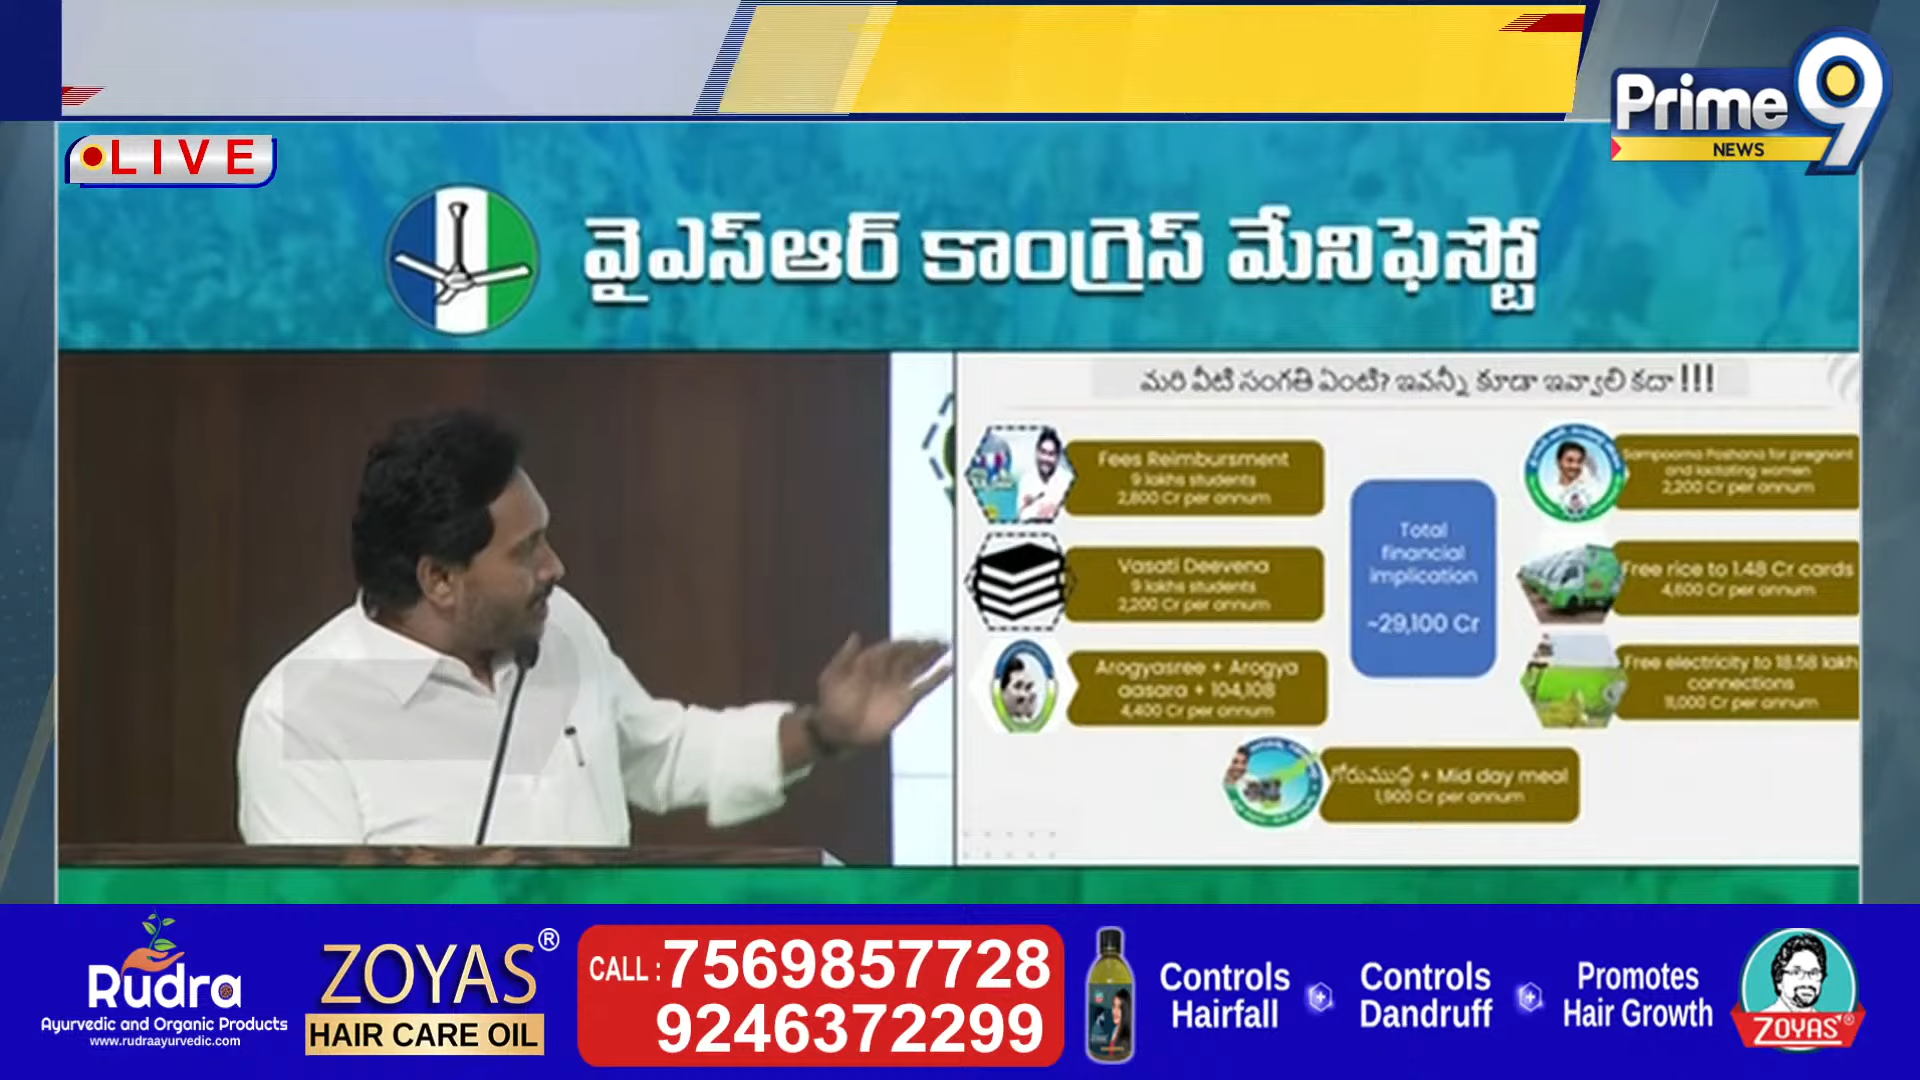 Prime 9
NEWS
LIVE
వైఎస్ఆర్ కాంగ్రెస్ మేనిఫెస్టో
మరి వీటి సంగతి ఏంటి? ఇవన్నీ కూడా ఇవ్వాలి కదా !!!
Fees Reimbursment
9 lakhs students
2,800 Cr per annum
Vasati Deevena
9 lakhs students
2,200 Cr per annum
Arogyasree + Arogya
aasara + 104,108
4,400 Cr per annum
Total
financial
implication
~29,100 Cr
Sampoorna Poshana for pregnant
and lactating women
2,200 Cr per annum
Free rice to 1.48 Cr cards
4,600 Cr per annum
Free electricity to 18.58 lakh
connections
11,000 Cr per annum
గోరుముద్ద + Mid day meal
1,900 Cr per annum
Rudra
Ayurvedic and Organic Products
www.rudraayurvedic.com
ZOYAS®
HAIR CARE OIL
CALL : 7569857728
9246372299
Controls
Hairfall
Controls
Dandruff
Promotes
Hair Growth
ZOYAS®